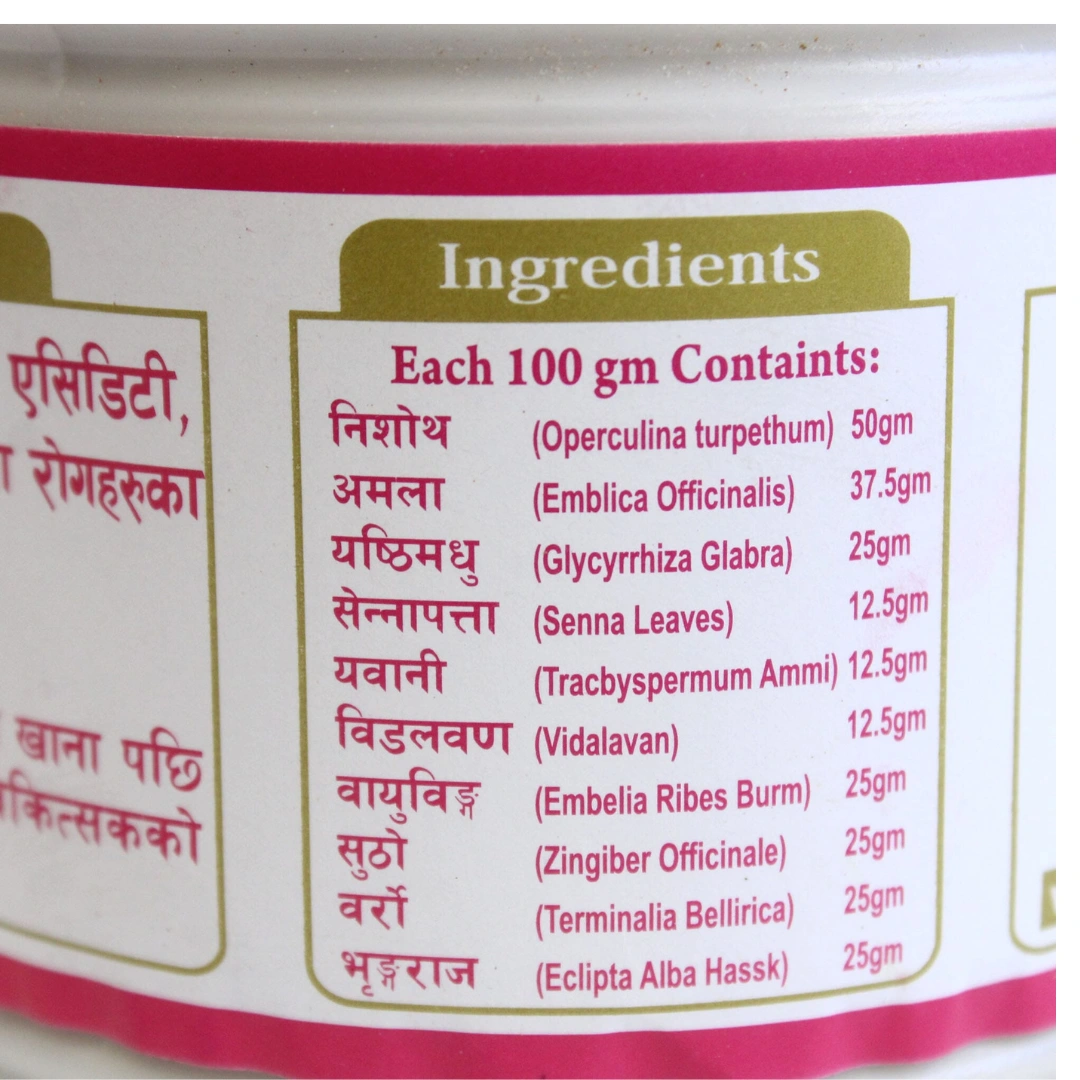 एसिडिटी,
रोगहरुका
खाना पछि
Ingredients
Each 100 gm Containts:
निशोथ (Operculina turpethum) 50gm
अमला (Emblica Officinalis) 37.5gm
यष्ठिमधु (Glycyrrhiza Glabra) 25gm
सेन्नापत्ता (Senna Leaves) 12.5gm
यवानी (Tracbyspermum Ammi) 12.5gm
विडलवण (Vidalavan) 12.5gm
वायुविङ्ग (Embelia Ribes Burm) 25gm
सुठो (Zingiber Officinale) 25gm
वर्रो (Terminalia Bellirica) 25gm
भृङ्गराज (Eclipta Alba Hassk) 25gm